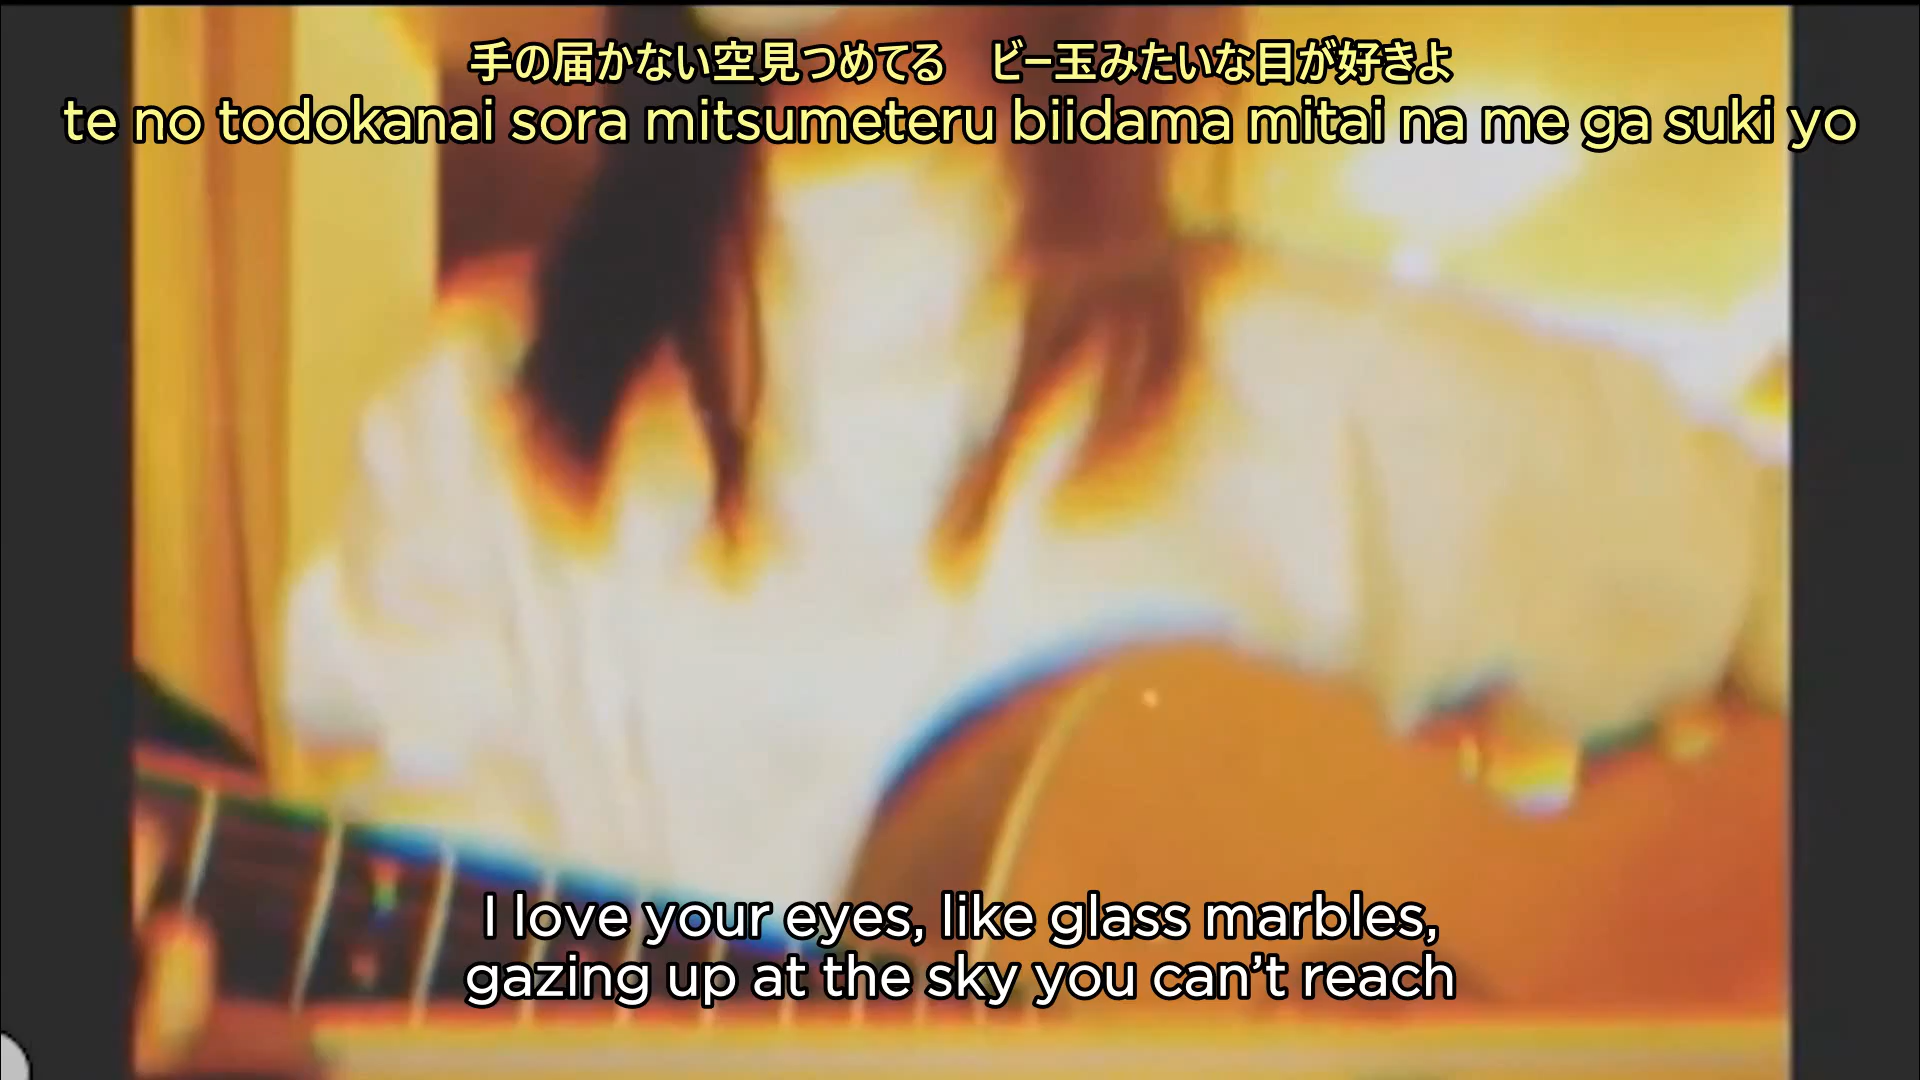 手の届かない空見つめてる　ビー玉みたいな目が好きよ
te no todokanai sora mitsumeteru biidama mitai na me ga suki yo
I love your eyes, like glass marbles,
gazing up at the sky you can't reach